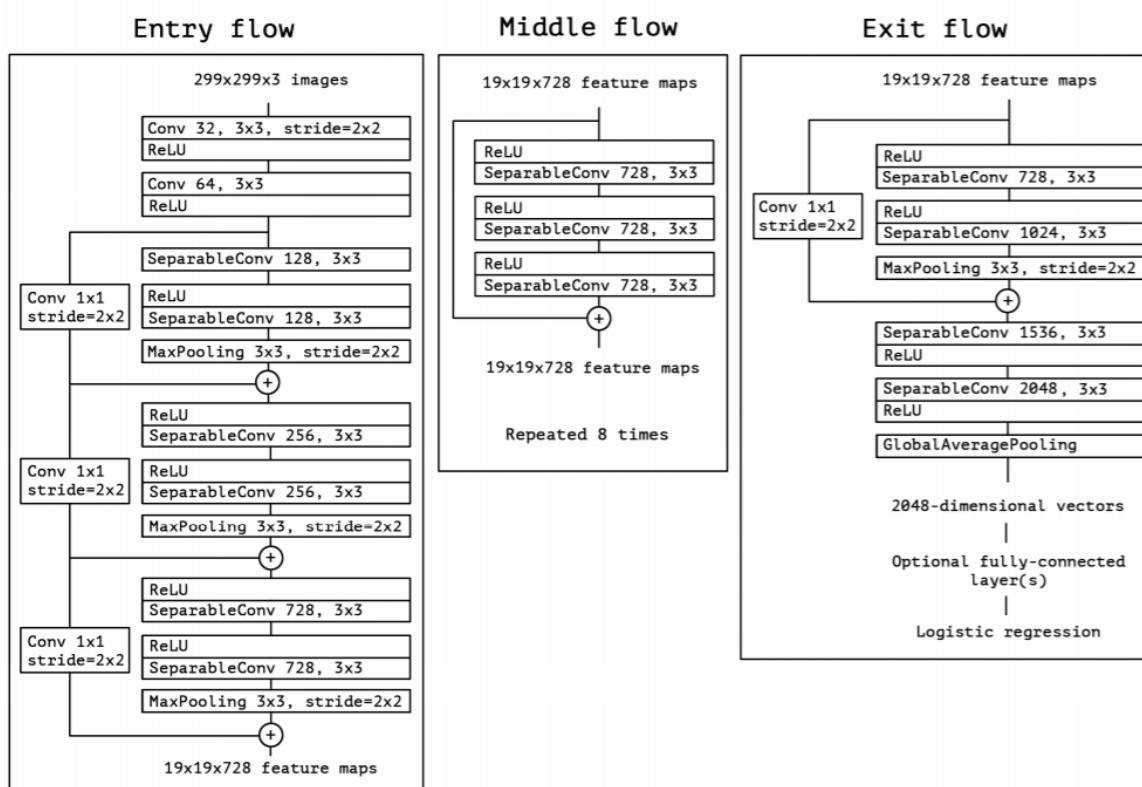 Entry flow
299x299x3 images
Conv 32, 3x3, stride=2x2
ReLU
Conv 64, 3x3
ReLU
SeparableConv 128, 3x3
Conv 1x1
stride=2x2
ReLU
SeparableConv 128, 3x3
MaxPooling 3x3, stride=2x2
+
ReLU
SeparableConv 256, 3x3
Conv 1x1
stride=2x2
ReLU
SeparableConv 256, 3x3
MaxPooling 3x3, stride=2x2
+
ReLU
SeparableConv 728, 3x3
Conv 1x1
stride=2x2
ReLU
SeparableConv 728, 3x3
MaxPooling 3x3, stride=2x2
+
19x19x728 feature maps
Middle flow
19x19x728 feature maps
ReLU
SeparableConv 728, 3x3
ReLU
SeparableConv 728, 3x3
ReLU
SeparableConv 728, 3x3
+
19x19x728 feature maps
Repeated 8 times
Exit flow
19x19x728 feature maps
ReLU
SeparableConv 728, 3x3
Conv 1x1
stride=2x2
ReLU
SeparableConv 1024, 3x3
MaxPooling 3x3, stride=2x2
+
SeparableConv 1536, 3x3
ReLU
SeparableConv 2048, 3x3
ReLU
GlobalAveragePooling
2048-dimensional vectors
Optional fully-connected
layer(s)
Logistic regression